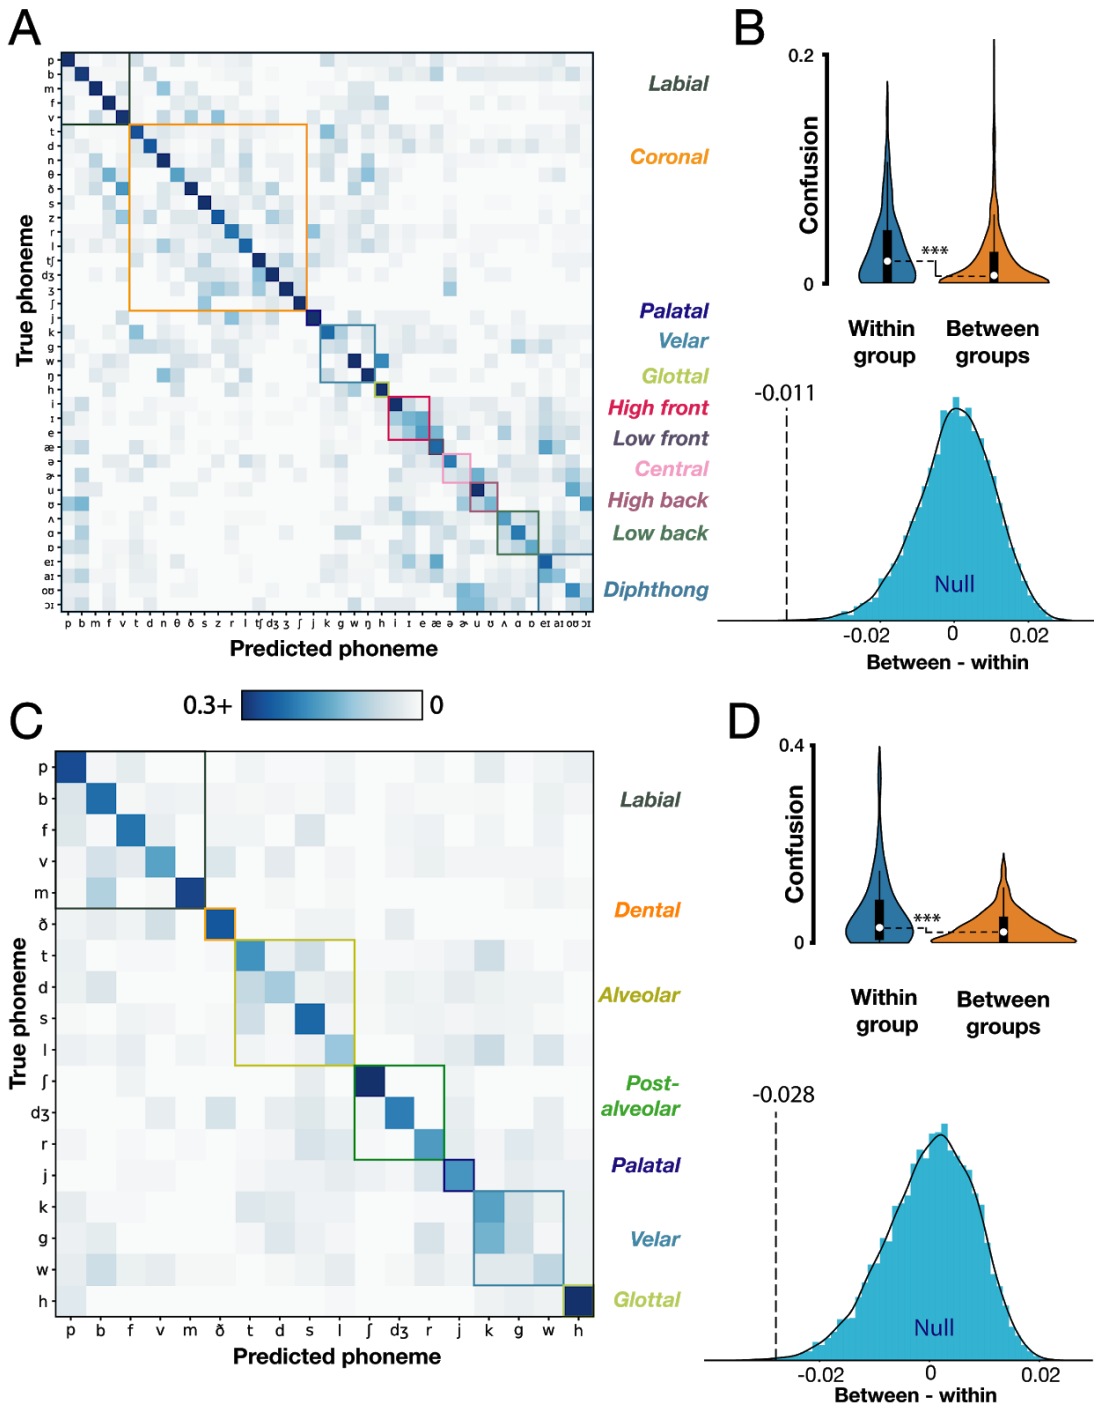 A
p
b
m
f
v
t
d
n
θ
ð
s
z
r
l
tʃ
dʒ
ʒ
ʃ
j
k
g
w
ŋ
h
i
ɪ
e
æ
ə
ɚ
u
ʊ
ʌ
ɑ
ɒ
eɪ
aɪ
oʊ
ɔɪ
True phoneme
p b m f v t d n θ ð s z r l tʃ dʒ ʒ ʃ j k g w ŋ h i ɪ e æ ə ɚ u ʊ ʌ ɑ ɒ eɪ aɪ oʊ ɔɪ
Predicted phoneme
Labial
Coronal
Palatal
Velar
Glottal
High front
Low front
Central
High back
Low back
Diphthong
B
0.2
Confusion
0
***
Within group
Between groups
-0.011
Null
-0.02 0 0.02
Between - within
0.3+ 0
C
p
b
f
v
m
ð
t
d
s
l
ʃ
dʒ
r
j
k
g
w
h
True phoneme
p b f v m ð t d s l ʃ dʒ r j k g w h
Predicted phoneme
Labial
Dental
Alveolar
Post-
alveolar
Palatal
Velar
Glottal
D
0.4
Confusion
0
***
Within group
Between groups
-0.028
Null
-0.02 0 0.02
Between - within